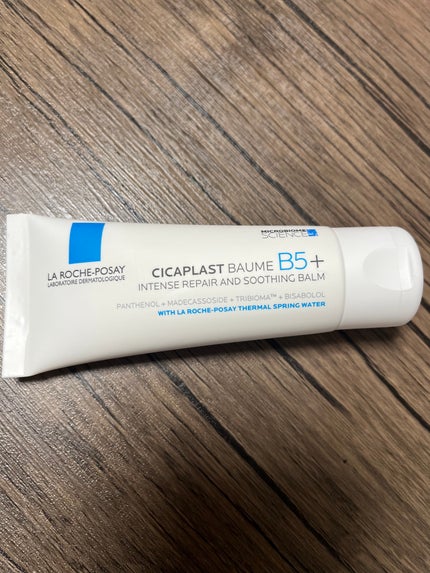 LA ROCHE-POSAY
LABORATOIRE DERMATOLOGIQUE
MICROBIOME
SCIENCE
CICAPLAST BAUME B5+
INTENSE REPAIR AND SOOTHING BALM
PANTHENOL + MADECASSOSIDE + TRIBIOMA™ + BISABOLOL
WITH LA ROCHE-POSAY THERMAL SPRING WATER